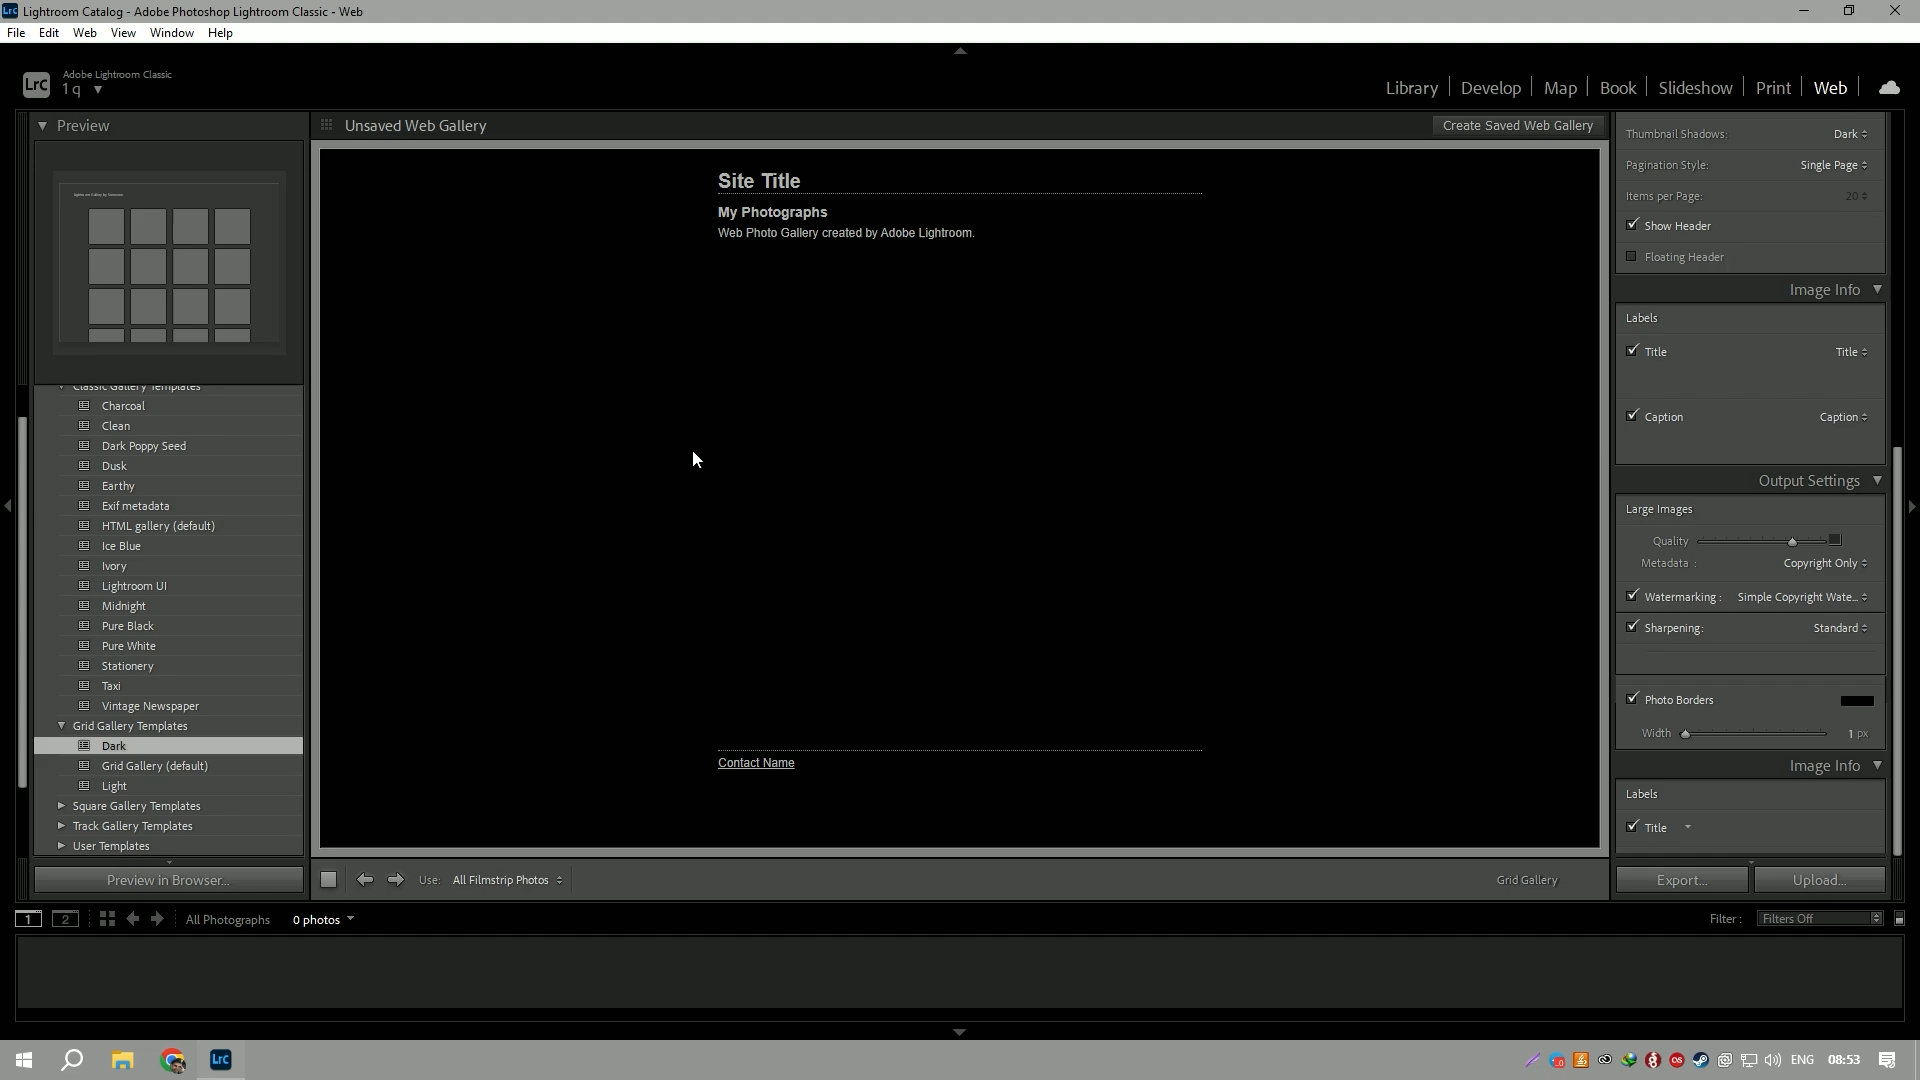 Lrc Lightroom Catalog - Adobe Photoshop Lightroom Classic - Web
File Edit Web View Window Help
LrC Adobe Lightroom Classic
1 q
Library Develop Map Book Slideshow Print Web
Preview
Unsaved Web Gallery
Create Saved Web Gallery
Classic Gallery Templates
Charcoal
Clean
Dark Poppy Seed
Dusk
Earthy
Exif metadata
HTML gallery (default)
Ice Blue
Ivory
Lightroom UI
Midnight
Pure Black
Pure White
Stationery
Taxi
Vintage Newspaper
Grid Gallery Templates
Dark
Grid Gallery (default)
Light
Square Gallery Templates
Track Gallery Templates
User Templates
Preview in Browser...
Site Title
My Photographs
Web Photo Gallery created by Adobe Lightroom.
Contact Name
Use: All Filmstrip Photos
Grid Gallery
Thumbnail Shadows: Dark
Pagination Style: Single Page
Items per Page: 20
Show Header
Floating Header
Image Info
Labels
Title Title
Caption Caption
Output Settings
Large Images
Quality
Metadata : Copyright Only
Watermarking : Simple Copyright Wate...
Sharpening: Standard
Photo Borders
Width 1 px
Image Info
Labels
Title
Export... Upload...
1 2 All Photographs 0 photos
Filter : Filters Off
LrC
ENG 08:53